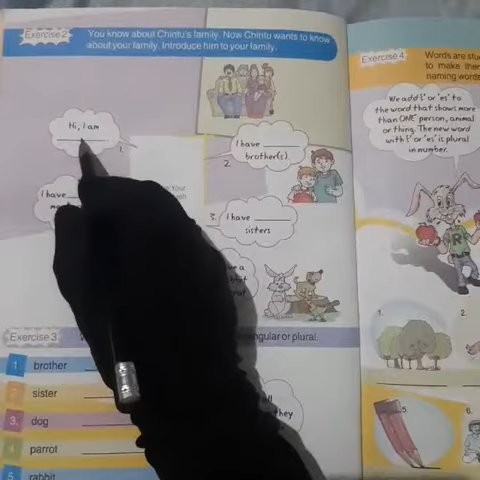 Exercise 2
You know about Chintu's family. Now Chintu wants to know
about your family. Introduce him to your family.
Hi, I am
1.
I have
2.
I have
brother(s).
3.
I have
sisters
Exercise 3
singular or plural.
1. brother
2. sister
3. dog
4. parrot
5. rabbit
they
Exercise 4
Words are
to make
naming words
We add 's' or 'es' to
the word that shows more
than ONE person, animal
or thing. The new word
with 's' or 'es' is plural
in number.
R
1.
2.
5.
6.